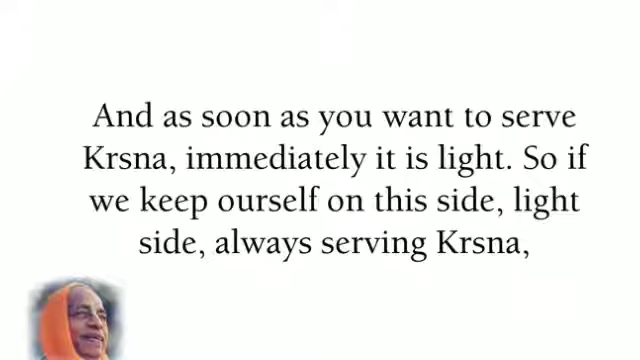 And as soon as you want to serve
Krsna, immediately it is light. So if
we keep ourself on this side, light
side, always serving Krsna,